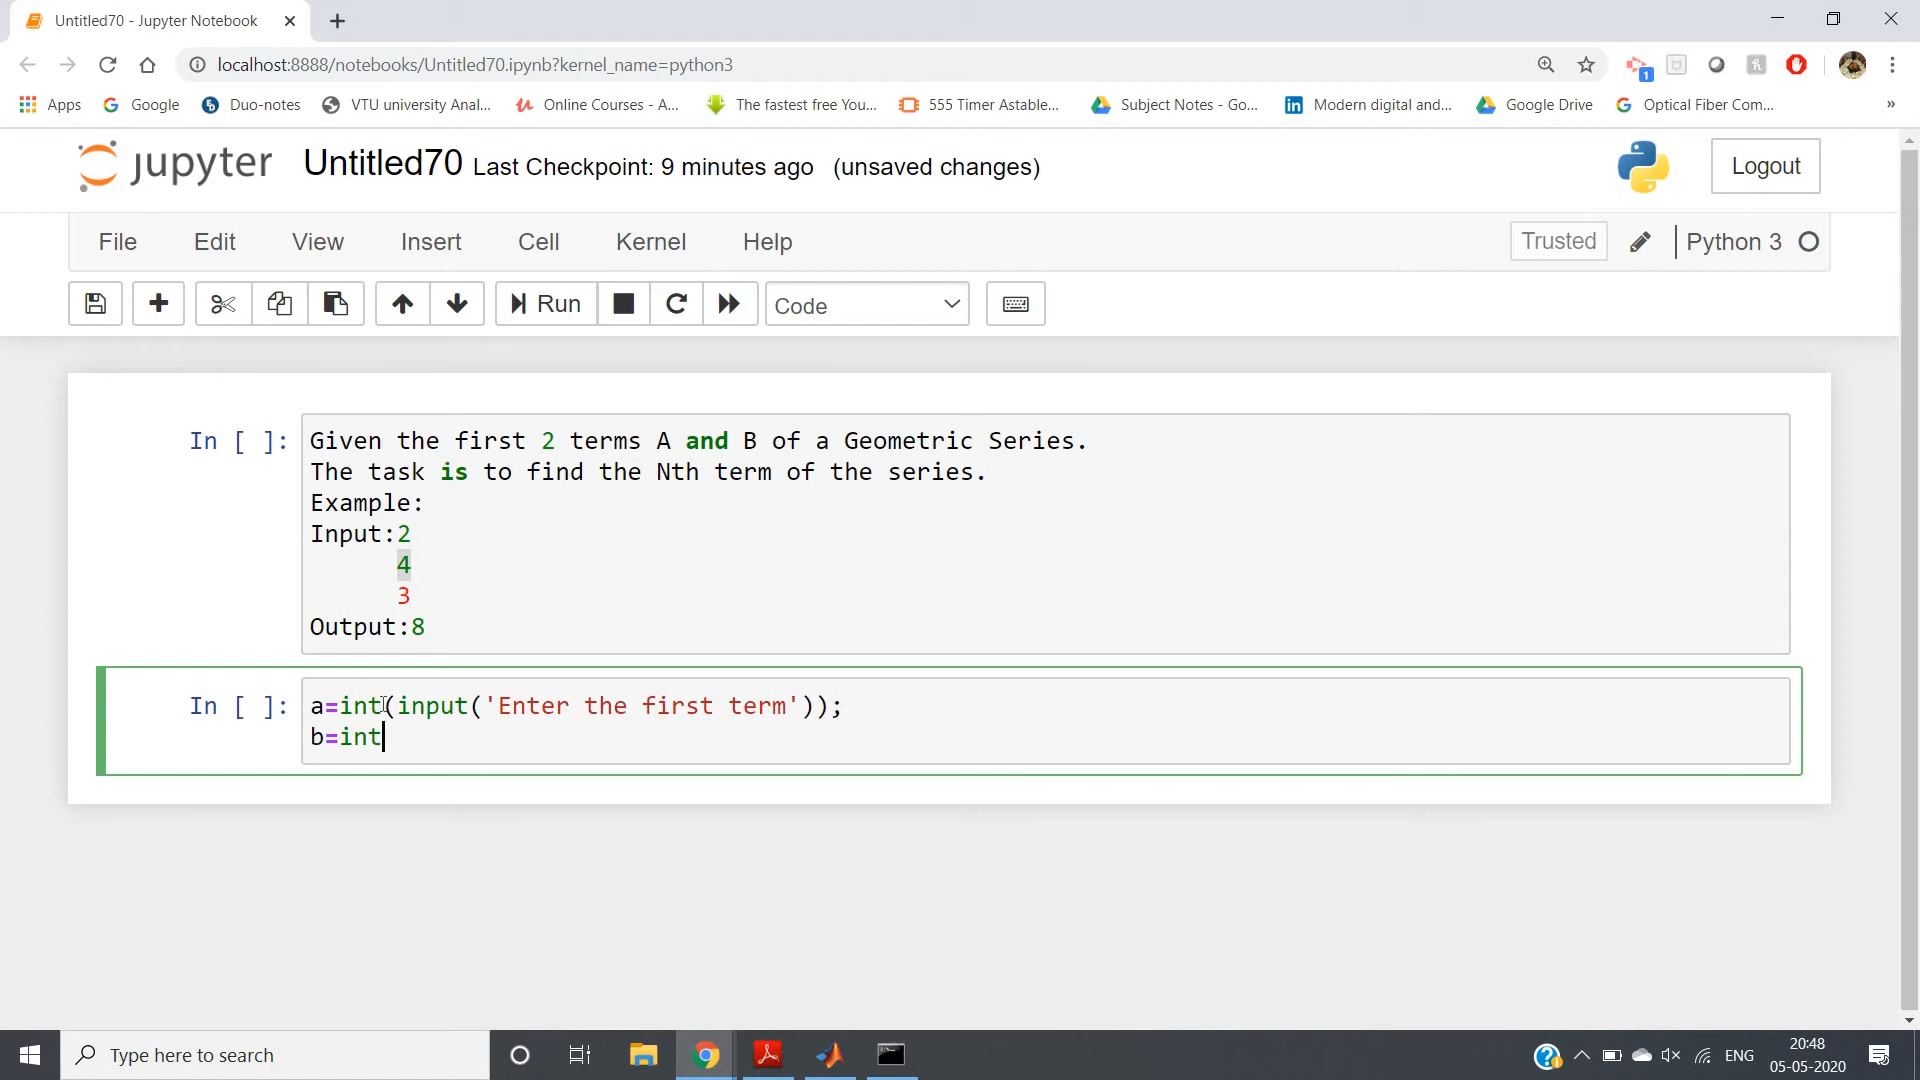 Untitled70 - Jupyter Notebook
localhost:8888/notebooks/Untitled70.ipynb?kernel_name=python3
1
Apps Google Duo-notes VTU university Anal... Online Courses - A... The fastest free You... 555 Timer Astable... Subject Notes - Go... Modern digital and... Google Drive Optical Fiber Com... »
jupyter Untitled70 Last Checkpoint: 9 minutes ago (unsaved changes) Logout
File Edit View Insert Cell Kernel Help Trusted Python 3
Run Code
In [ ]: Given the first 2 terms A and B of a Geometric Series.
The task is to find the Nth term of the series.
Example:
Input:2
4
3
Output:8
In [ ]: a=int(input('Enter the first term'));
b=int
Type here to search
ENG
20:48
05-05-2020